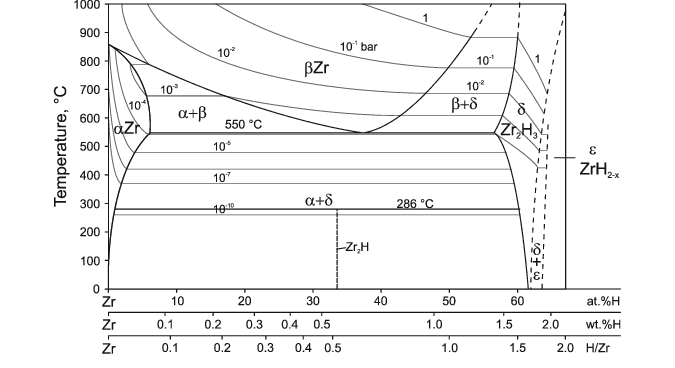 1000
900
800
700
600
500
400
300
200
100
0
Temperature, °C
1
10⁻² 10⁻¹ bar
βZr 10⁻¹ 1
10⁻³ 10⁻²
10⁻⁴ α+β β+δ δ
αZr 550 °C Zr₂H₃
10⁻⁵ ε
ZrH₂₋ₓ
10⁻⁷
α+δ 286 °C
10⁻¹⁰
Zr₂H δ
+
ε
Zr 10 20 30 40 50 60 at.%H
Zr 0.1 0.2 0.3 0.4 0.5 1.0 1.5 2.0 wt.%H
Zr 0.1 0.2 0.3 0.4 0.5 1.0 1.5 2.0 H/Zr